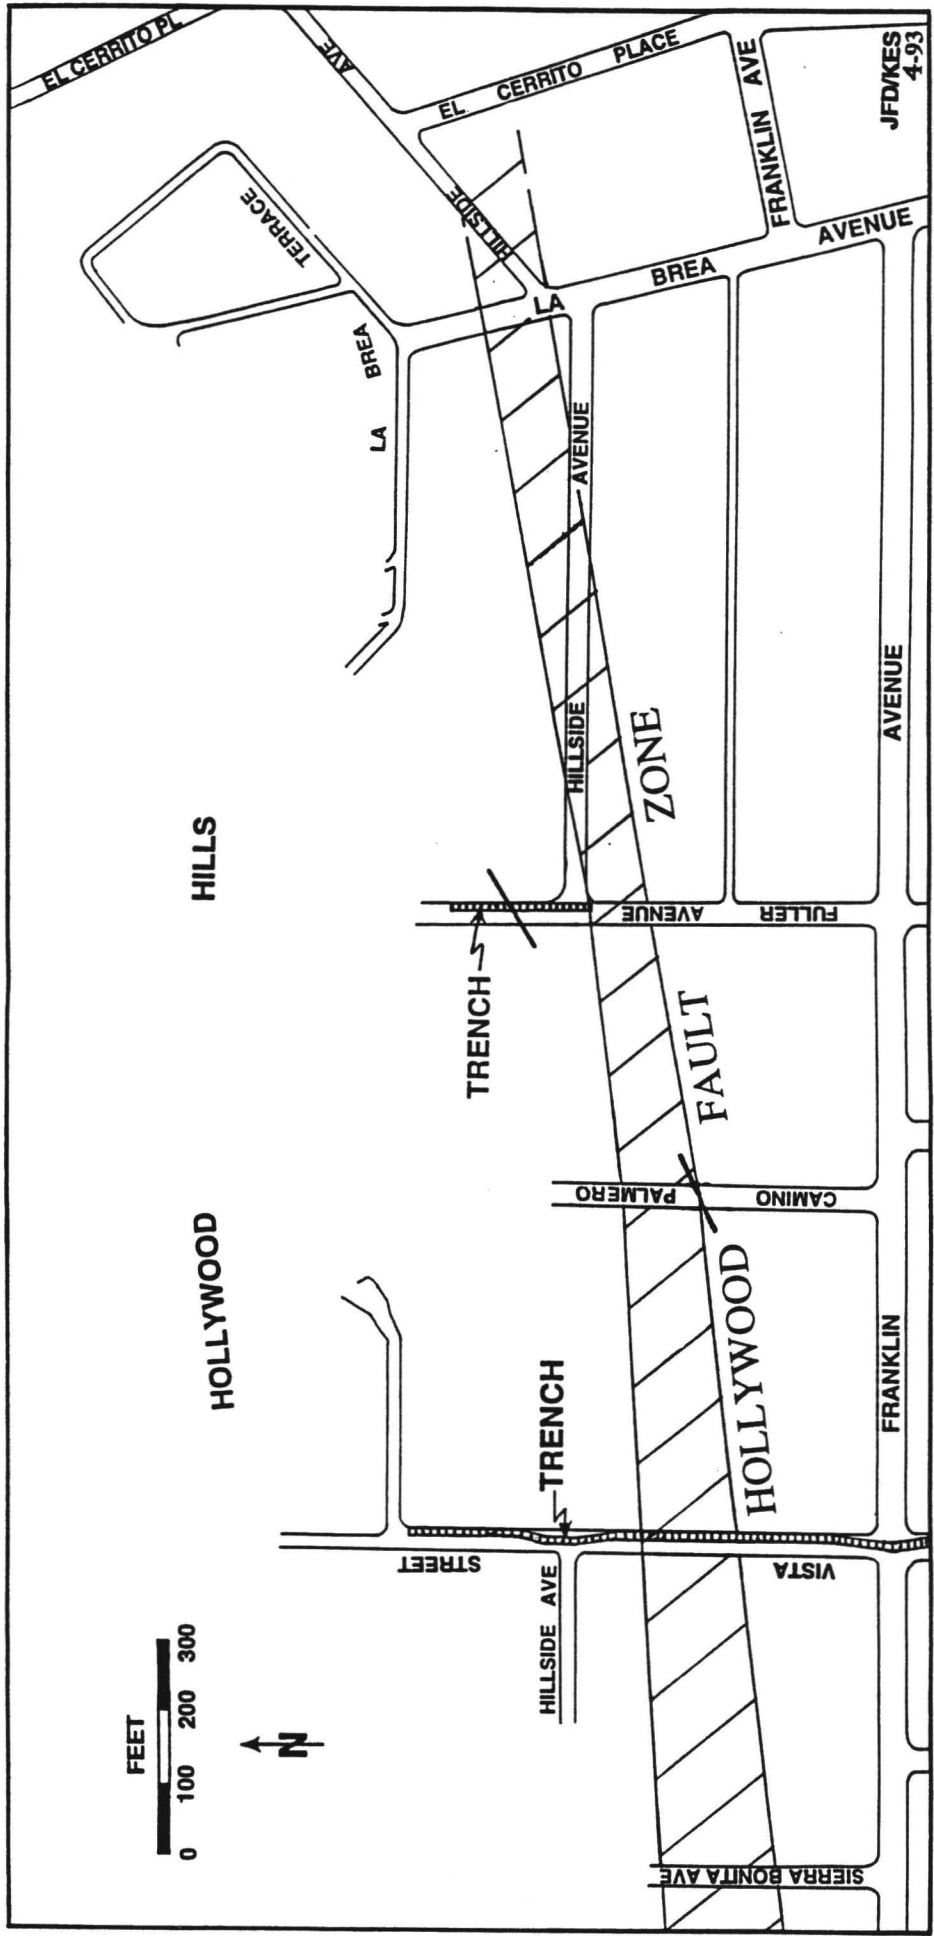 EL CERRITO PL
AVE
EL CERRITO PLACE
FRANKLIN AVE
JFD/KES
4-93
TERRACE
HILLSIDE
LA BREA AVENUE
LA BREA
AVENUE
HILLSIDE
HOLLYWOOD HILLS
TRENCH
FULLER AVENUE
HOLLYWOOD FAULT ZONE
CAMINO PALMERO
TRENCH
VISTA STREET
HILLSIDE AVE
FRANKLIN AVENUE
SIERRA BONITA AVE
FEET
0 100 200 300
N